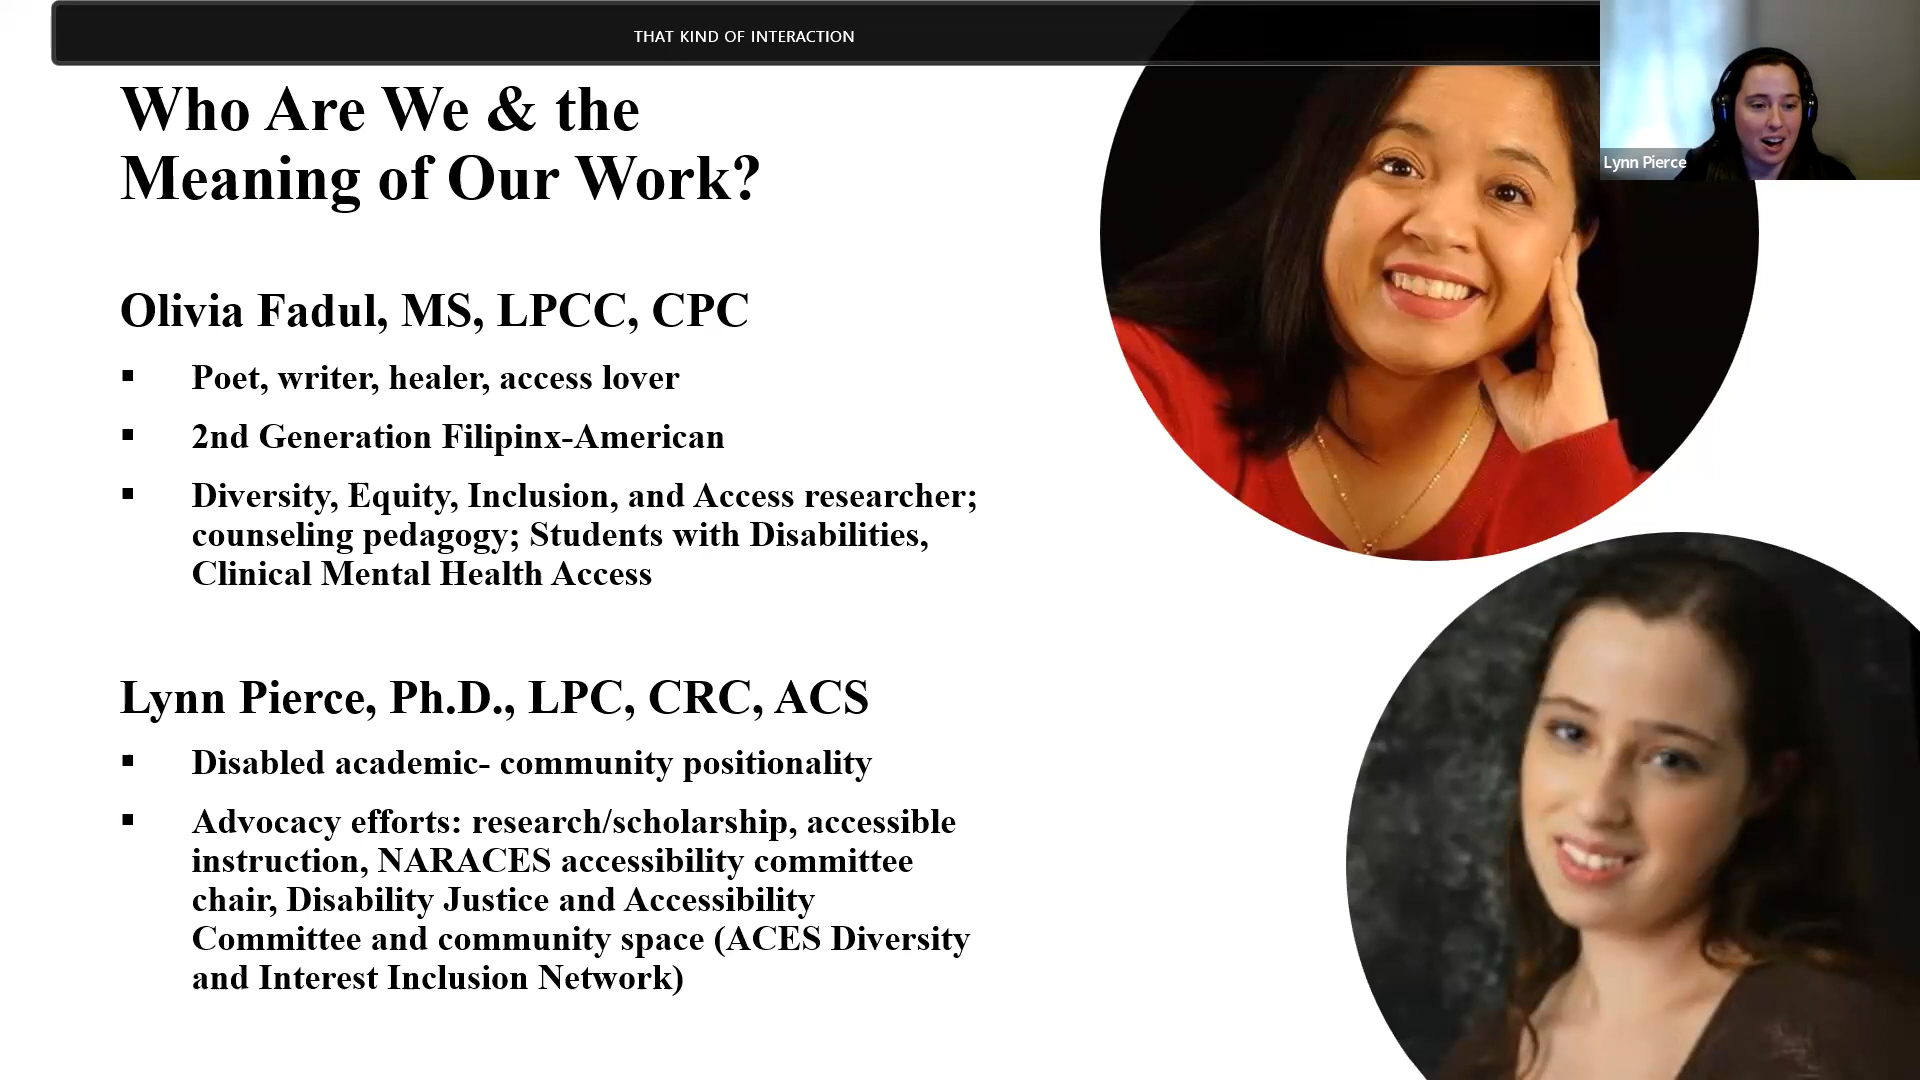 THAT KIND OF INTERACTION
Lynn Pierce
Who Are We & the
Meaning of Our Work?
Olivia Fadul, MS, LPCC, CPC
▪ Poet, writer, healer, access lover
▪ 2nd Generation Filipinx-American
▪ Diversity, Equity, Inclusion, and Access researcher;
counseling pedagogy; Students with Disabilities,
Clinical Mental Health Access
Lynn Pierce, Ph.D., LPC, CRC, ACS
▪ Disabled academic- community positionality
▪ Advocacy efforts: research/scholarship, accessible
instruction, NARACES accessibility committee
chair, Disability Justice and Accessibility
Committee and community space (ACES Diversity
and Interest Inclusion Network)